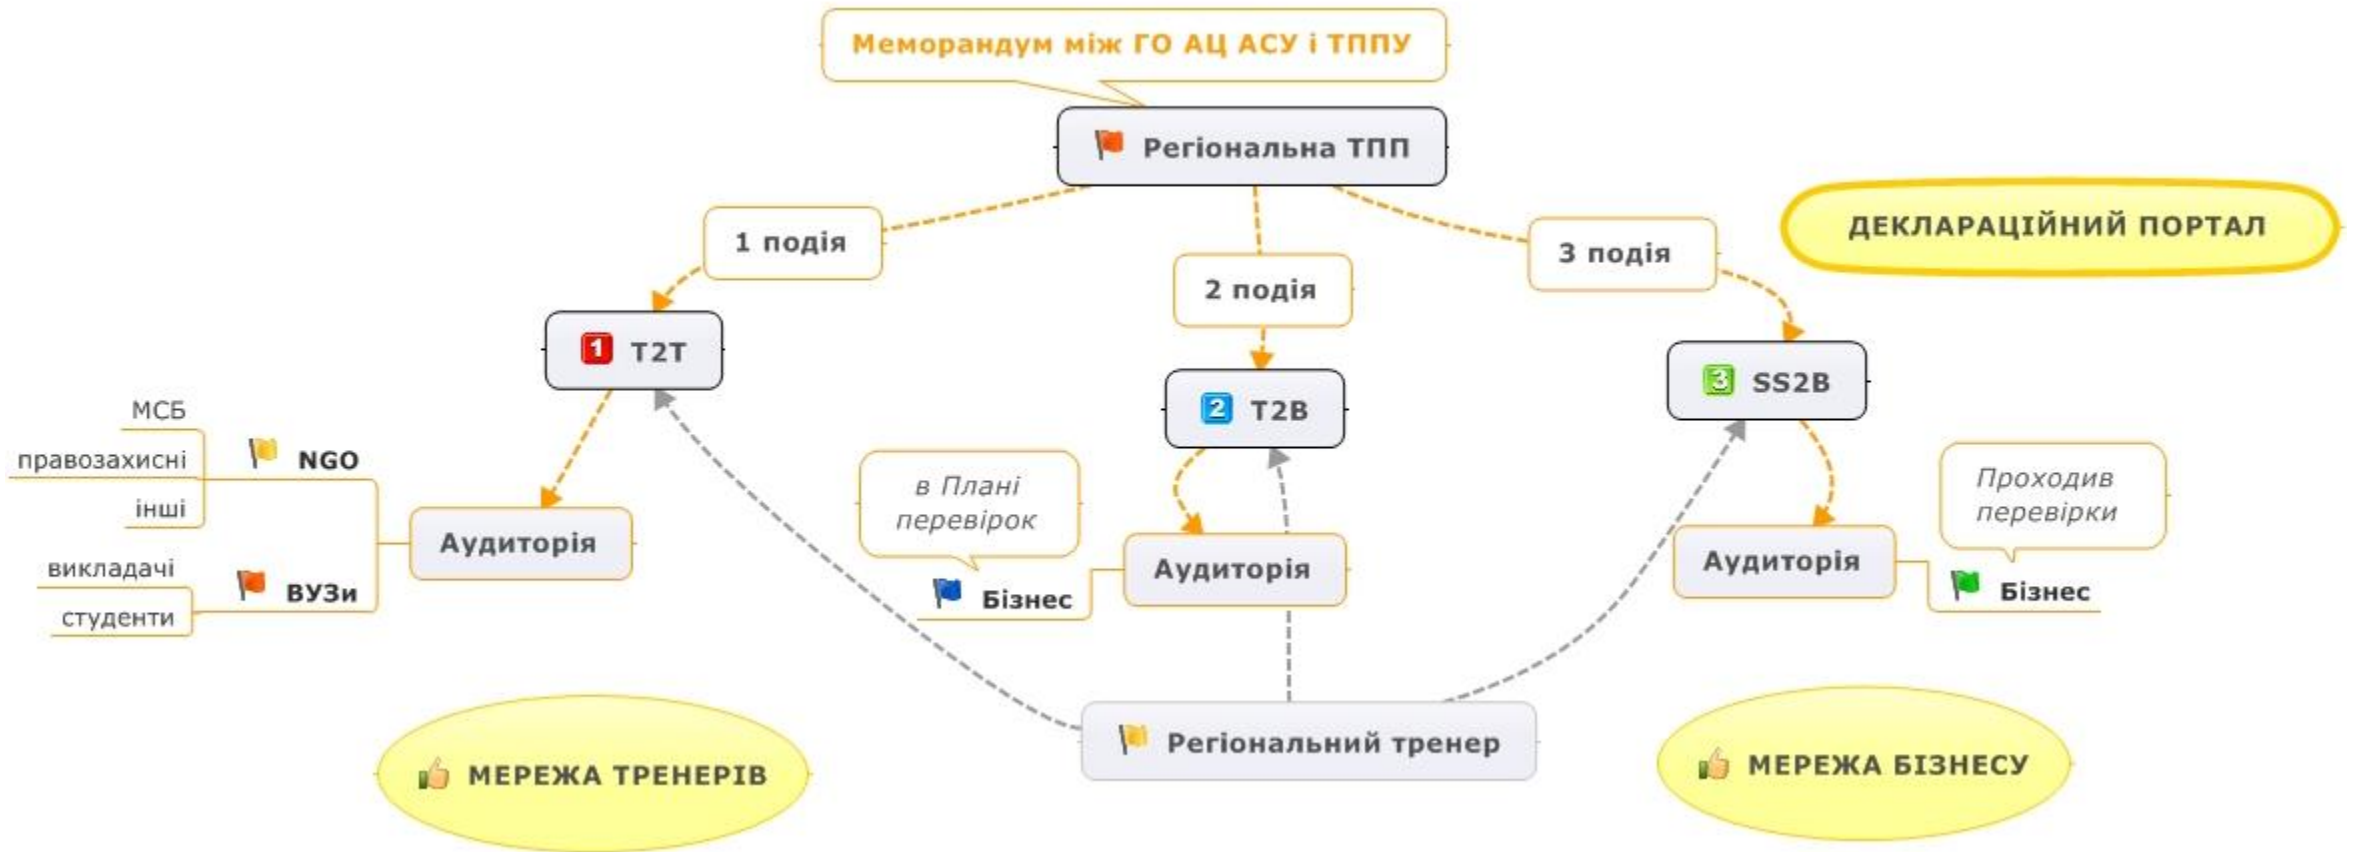 Меморандум між ГО АЦ АСУ і ТППУ
Регіональна ТПП
1 подія
2 подія
3 подія
ДЕКЛАРАЦІЙНИЙ ПОРТАЛ
1 T2T
2 T2B
3 SS2B
МСБ
правозахисні
інші
NGO
викладачі
студенти
ВУЗи
Аудиторія
в Плані
перевірок
Бізнес
Аудиторія
Проходив
перевірки
Аудиторія
Бізнес
Регіональний тренер
МЕРЕЖА ТРЕНЕРІВ
МЕРЕЖА БІЗНЕСУ